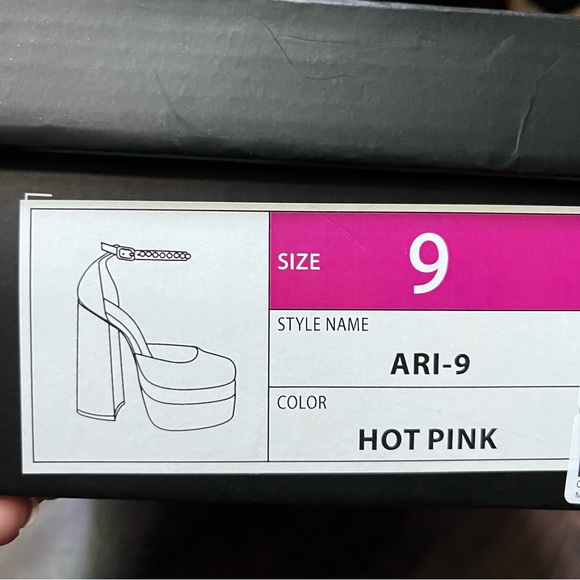 SIZE 9
STYLE NAME
ARI-9
COLOR
HOT PINK